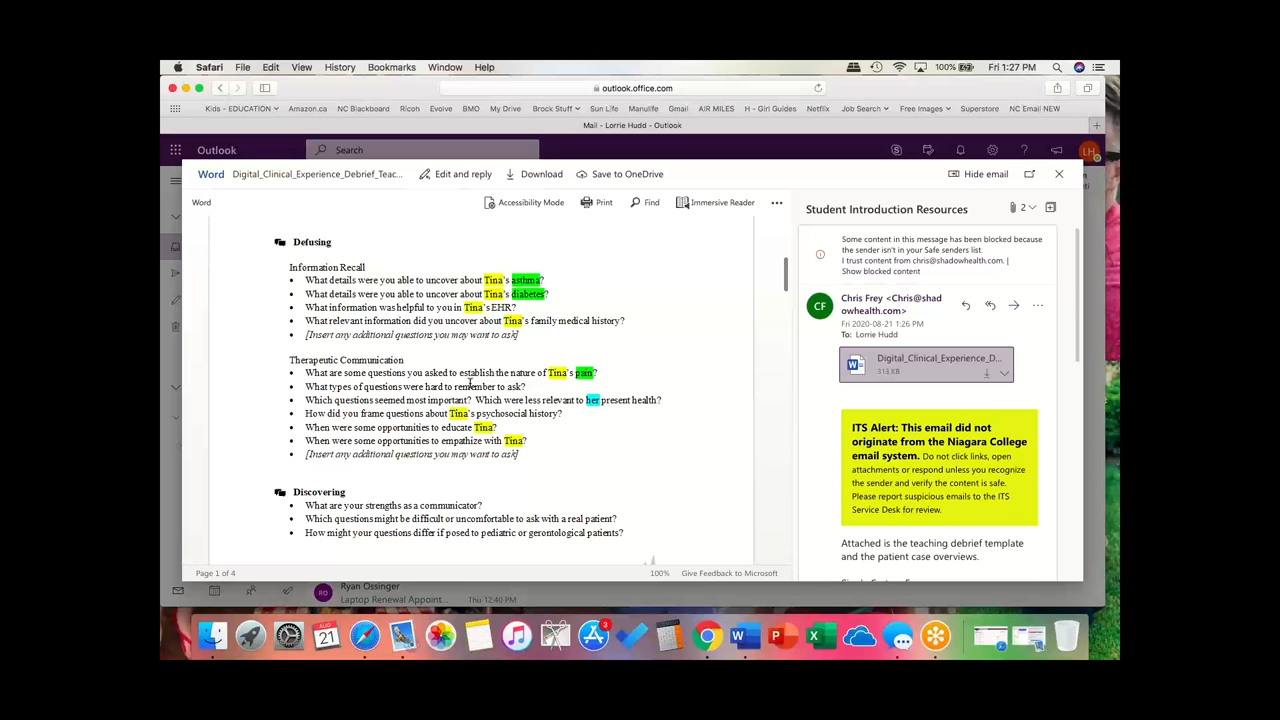 Safari File Edit View History Bookmarks Window Help 100% Fri 1:27 PM
outlook.office.com
Kids - EDUCATION Amazon.ca NC Blackboard Ricoh Evolve BMO My Drive Brock Stuff Sun Life Manulife Gmail AIR MILES H - Girl Guides Netflix Job Search Free Images Superstore NC Email NEW
Mail - Lorrie Hudd - Outlook
Outlook Search LH
Word Digital_Clinical_Experience_Debrief_Teac... Edit and reply Download Save to OneDrive Hide email
Word Accessibility Mode Print Find Immersive Reader
Defusing
Information Recall
• What details were you able to uncover about Tina's asthma?
• What details were you able to uncover about Tina's diabetes?
• What information was helpful to you in Tina's EHR?
• What relevant information did you uncover about Tina's family medical history?
• [Insert any additional questions you may want to ask]
Therapeutic Communication
• What are some questions you asked to establish the nature of Tina's pain?
• What types of questions were hard to remember to ask?
• Which questions seemed most important? Which were less relevant to her present health?
• How did you frame questions about Tina's psychosocial history?
• When were some opportunities to educate Tina?
• When were some opportunities to empathize with Tina?
• [Insert any additional questions you may want to ask]
Discovering
• What are your strengths as a communicator?
• Which questions might be difficult or uncomfortable to ask with a real patient?
• How might your questions differ if posed to pediatric or gerontological patients?
Page 1 of 4 100% Give Feedback to Microsoft
Student Introduction Resources 2
Some content in this message has been blocked because
the sender isn't in your Safe senders list.
I trust content from chris@shadowhealth.com. |
Show blocked content
CF Chris Frey <Chris@shad
owhealth.com>
Fri 2020-08-21 1:26 PM
To: Lorrie Hudd
Digital_Clinical_Experience_D...
313 KB
ITS Alert: This email did not
originate from the Niagara College
email system. Do not click links, open
attachments or respond unless you recognize
the sender and verify the content is safe.
Please report suspicious emails to the ITS
Service Desk for review.
Attached is the teaching debrief template
and the patient case overviews.
RO Ryan Ossinger
Laptop Renewal Appoint... Thu 12:40 PM
AUG 21 3